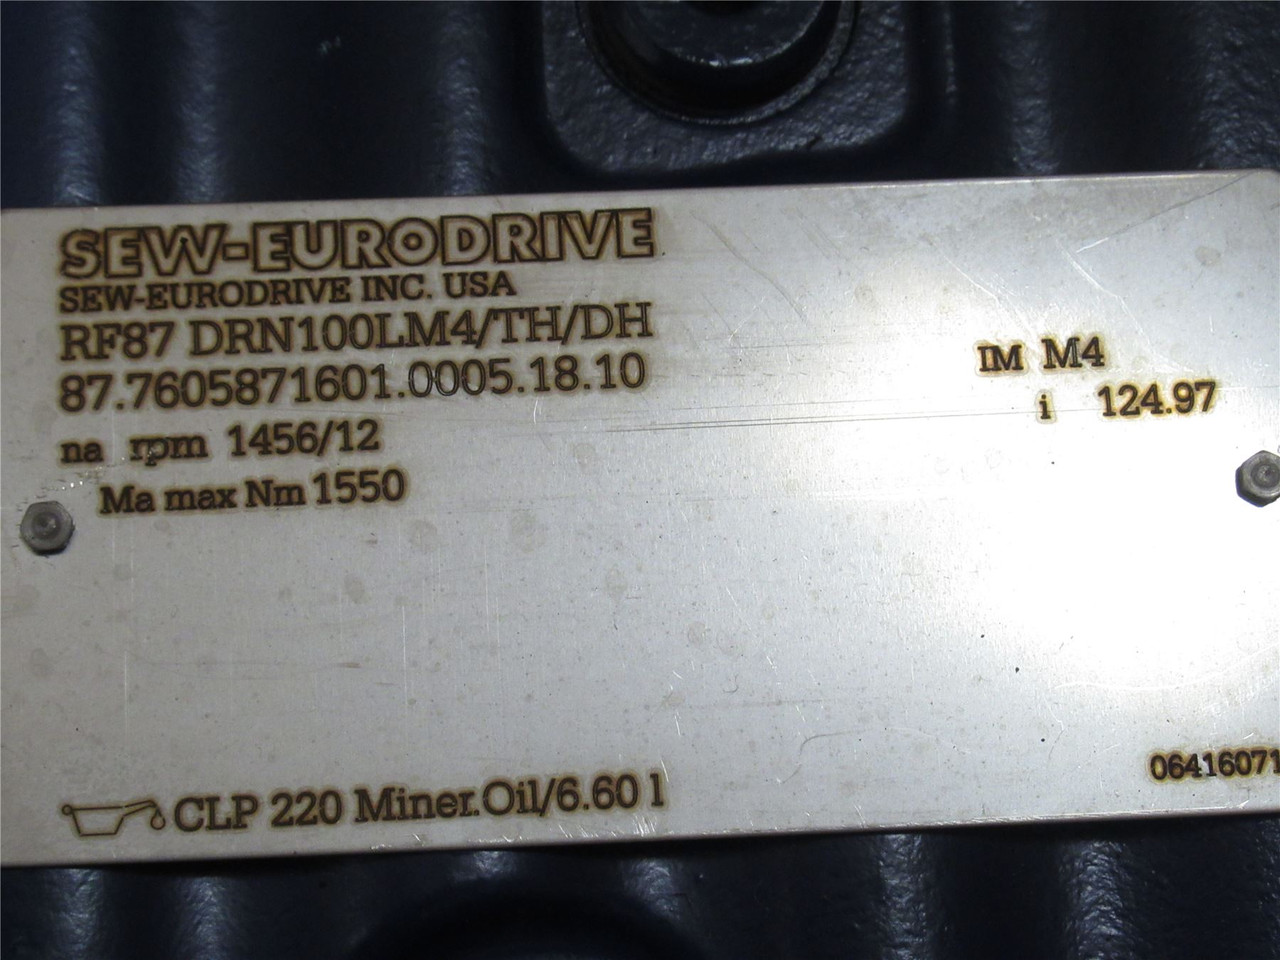 SEW-EURODRIVE
SEW-EURODRIVE INC. USA
RF87 DRN100LM4/TH/DH
87.7605871601.0005.18.10
IM M4
i 124.97
na rpm 1456/12
Ma max Nm 1550
CLP 220 Miner.Oil/6.60 l
06416071